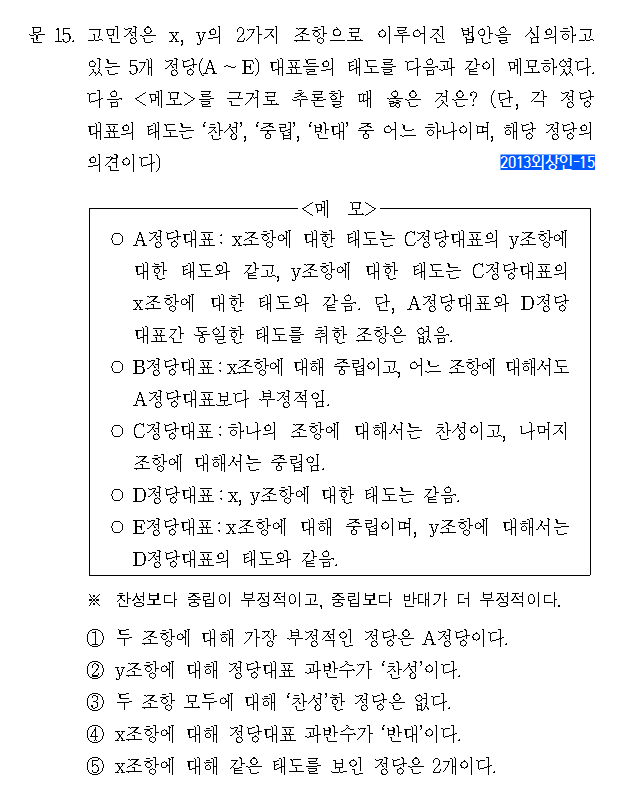 문 15. 고민정은 x, y의 2가지 조항으로 이루어진 법안을 심의하고
있는 5개 정당(A ~ E) 대표들의 태도를 다음과 같이 메모하였다.
다음 <메모>를 근거로 추론할 때 옳은 것은? (단, 각 정당
대표의 태도는 ‘찬성’, ‘중립’, ‘반대’ 중 어느 하나이며, 해당 정당의
의견이다)
2013외상인-15
<메 모>
○ A정당대표 : x조항에 대한 태도는 C정당대표의 y조항에
대한 태도와 같고, y조항에 대한 태도는 C정당대표의
x조항에 대한 태도와 같음. 단, A정당대표와 D정당
대표간 동일한 태도를 취한 조항은 없음.
○ B정당대표 : x조항에 대해 중립이고, 어느 조항에 대해서도
A정당대표보다 부정적임.
○ C정당대표 : 하나의 조항에 대해서는 찬성이고, 나머지
조항에 대해서는 중립임.
○ D정당대표 : x, y조항에 대한 태도는 같음.
○ E정당대표 : x조항에 대해 중립이며, y조항에 대해서는
D정당대표의 태도와 같음.
※ 찬성보다 중립이 부정적이고, 중립보다 반대가 더 부정적이다.
① 두 조항에 대해 가장 부정적인 정당은 A정당이다.
② y조항에 대해 정당대표 과반수가 ‘찬성’이다.
③ 두 조항 모두에 대해 ‘찬성’한 정당은 없다.
④ x조항에 대해 정당대표 과반수가 ‘반대’이다.
⑤ x조항에 대해 같은 태도를 보인 정당은 2개이다.